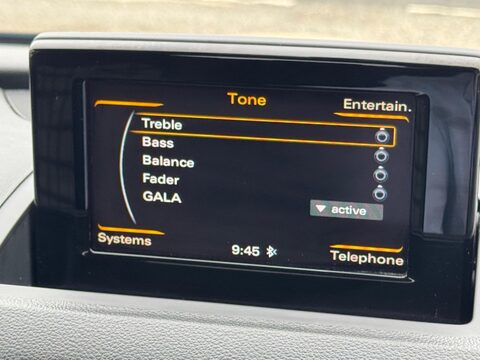 Tone
Entertain.
Treble
Bass
Balance
Fader
GALA
active
Systems
9:45
Telephone